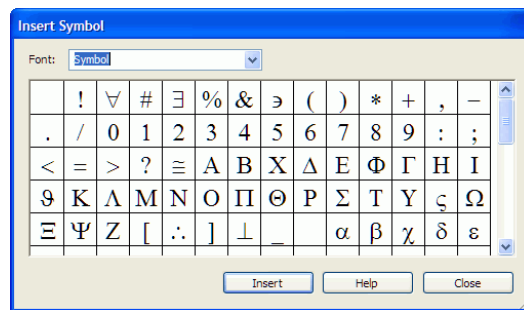 Insert Symbol
Font: Symbol
! ∀ # ∃ % & ∍ ( ) ∗ + , −
. / 0 1 2 3 4 5 6 7 8 9 : ;
< = > ? ≅ Α Β Χ Δ Ε Φ Γ Η Ι
ϑ Κ Λ Μ Ν Ο Π Θ Ρ Σ Τ Υ ς Ω
Ξ Ψ Ζ [ ∴ ] ⊥ _ α β χ δ ε
Insert Help Close